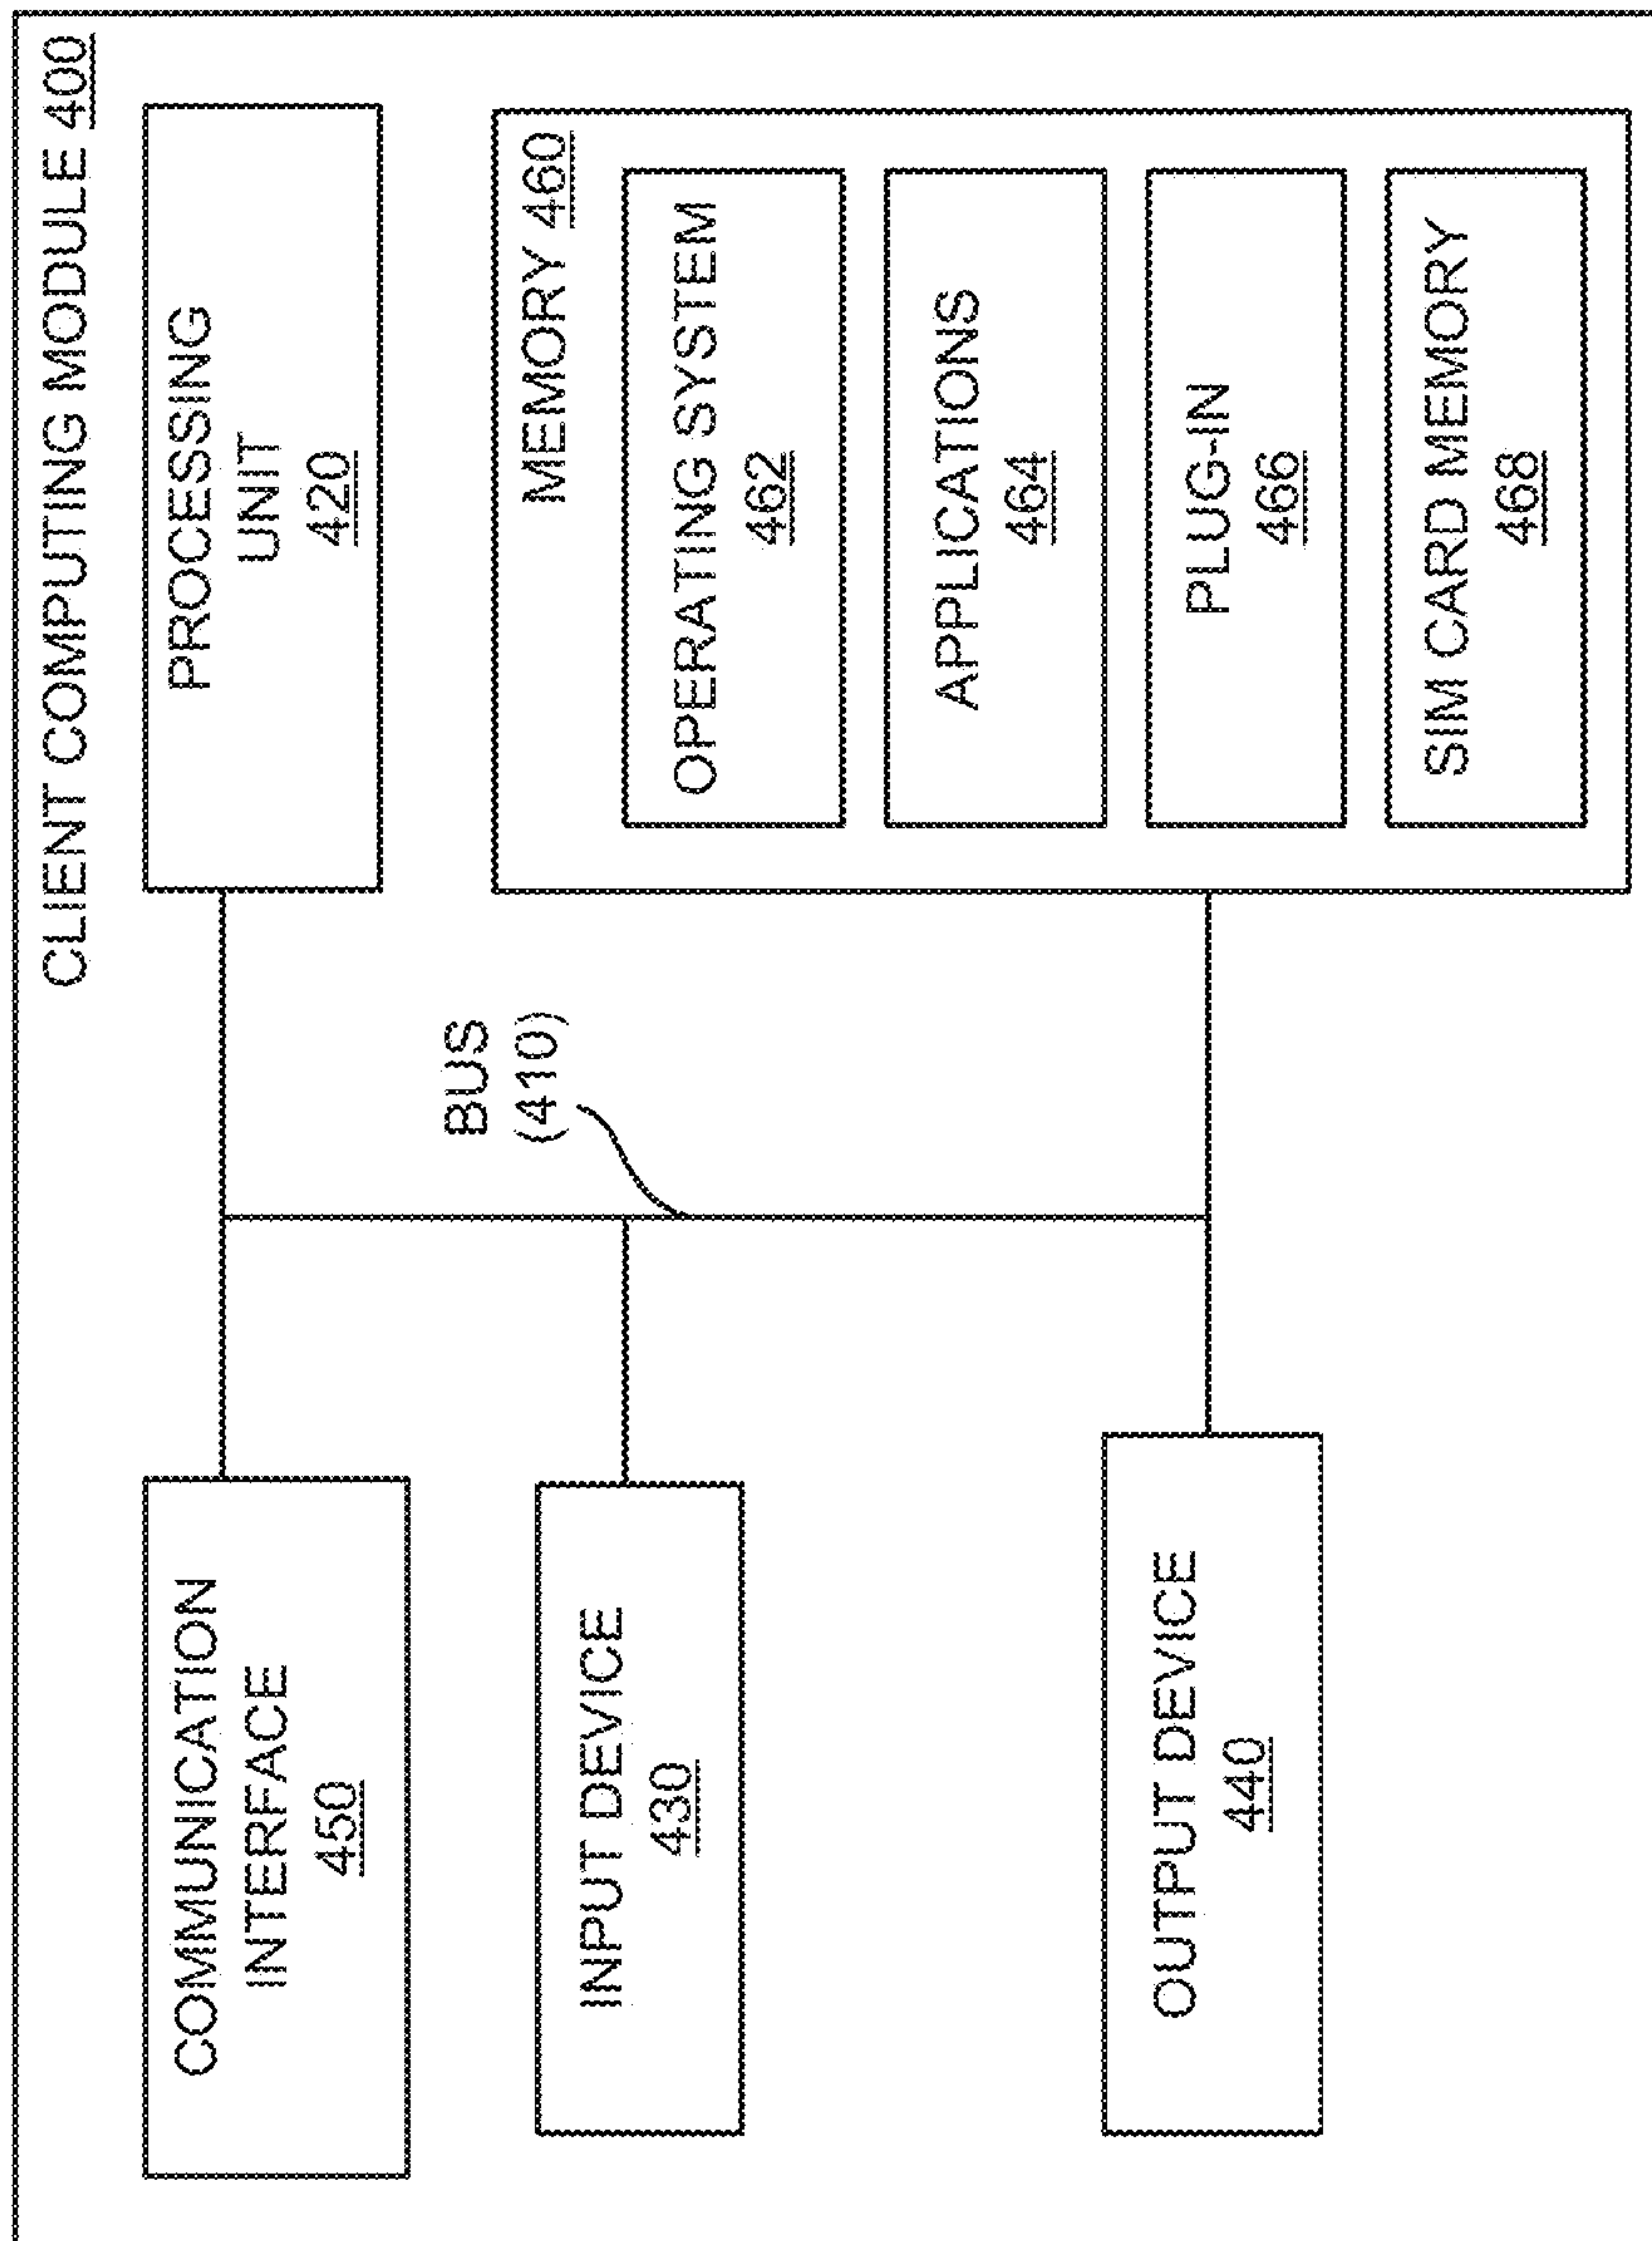 CLIENT COMPUTING MODULE 400
COMMUNICATION
INTERFACE
450
PROCESSING
UNIT
420
BUS
(410)
INPUT DEVICE
430
OUTPUT DEVICE
440
MEMORY 460
OPERATING SYSTEM
462
APPLICATIONS
464
PLUG-IN
466
SIM CARD MEMORY
468